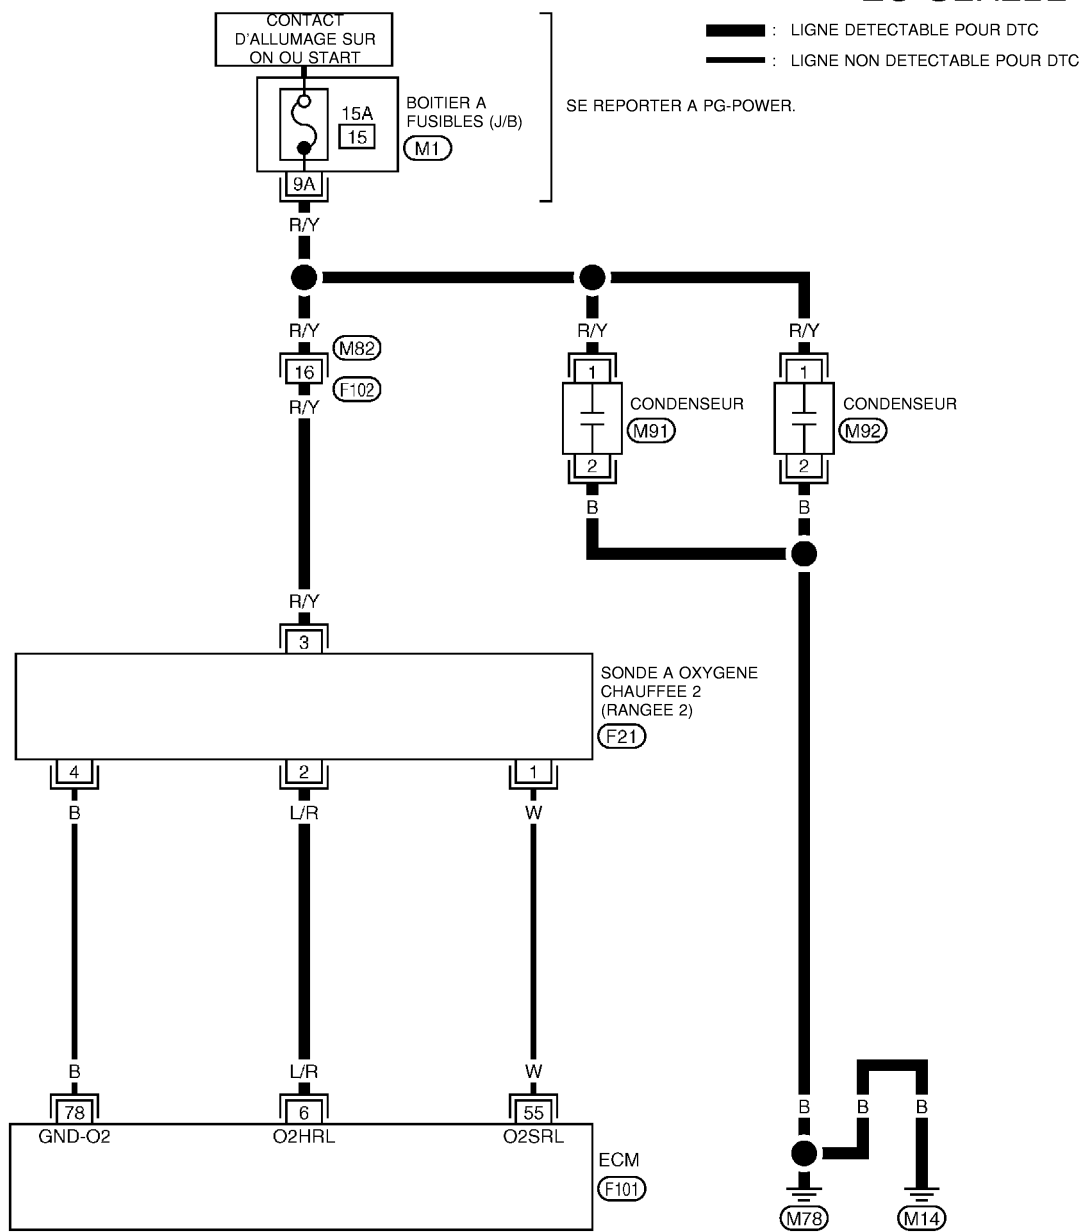 CONTACT
D'ALLUMAGE SUR
ON OU START
: LIGNE DETECTABLE POUR DTC
: LIGNE NON DETECTABLE POUR DTC
15A
15
BOITIER A
FUSIBLES (J/B)
M1
SE REPORTER A PG-POWER.
9A
R/Y
R/Y
R/Y
R/Y
M82
16
F102
R/Y
1
1
CONDENSEUR
M91
CONDENSEUR
M92
2
2
B
B
R/Y
3
SONDE A OXYGENE
CHAUFFEE 2
(RANGEE 2)
F21
4
2
1
B
L/R
W
B
L/R
W
78
6
55
GND-O2
O2HRL
O2SRL
ECM
F101
B
B
B
M78
M14